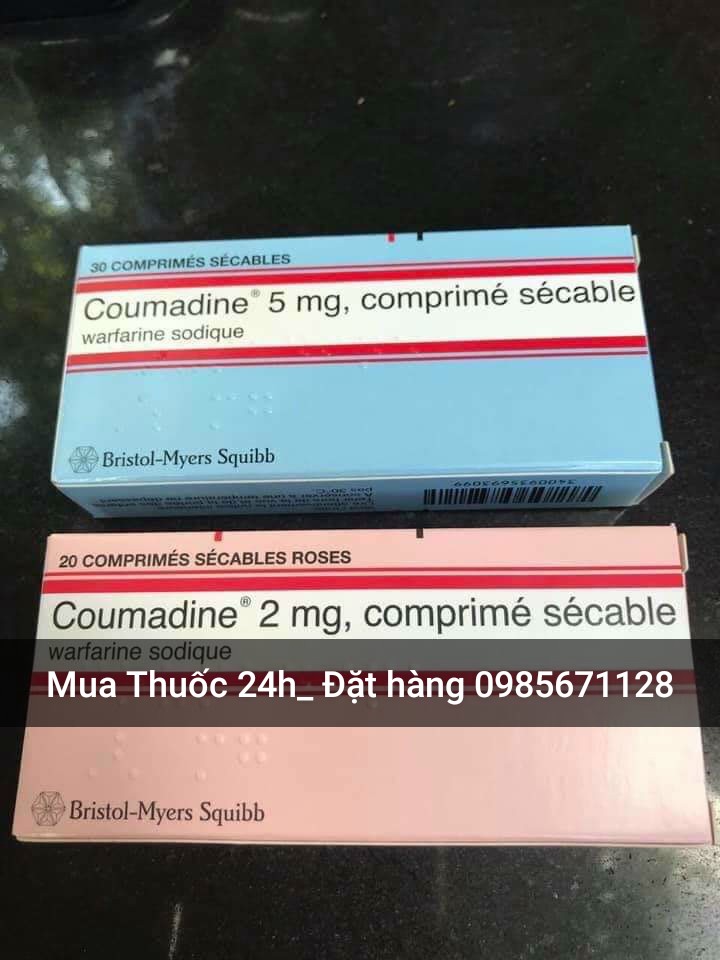 30 COMPRIMÉS SÉCABLES
Coumadine® 5 mg, comprimé sécable
warfarine sodique
Bristol-Myers Squibb
3400935693099
20 COMPRIMÉS SÉCABLES ROSES
Coumadine® 2 mg, comprimé sécable
warfarine sodique
Mua Thuốc 24h_ Đặt hàng 0985671128
Bristol-Myers Squibb